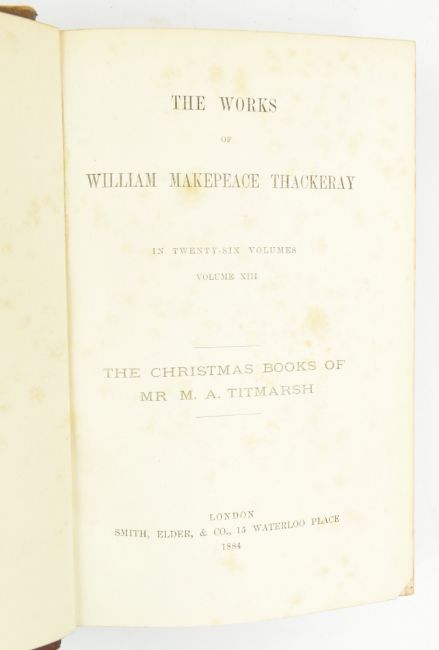 THE WORKS
OF
WILLIAM MAKEPEACE THACKERAY
IN TWENTY-SIX VOLUMES
VOLUME XIII
THE CHRISTMAS BOOKS OF
MR M. A. TITMARSH
LONDON
SMITH, ELDER, & CO., 15 WATERLOO PLACE
1884